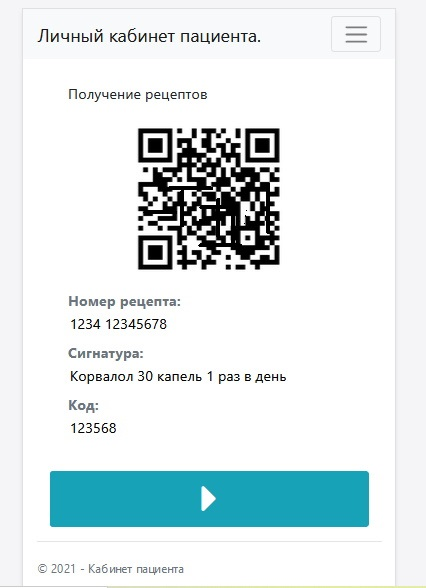 Личный кабинет пациента.
Получение рецептов
Номер рецепта:
1234 12345678
Сигнатура:
Корвалол 30 капель 1 раз в день
Код:
123568
© 2021 - Кабинет пациента